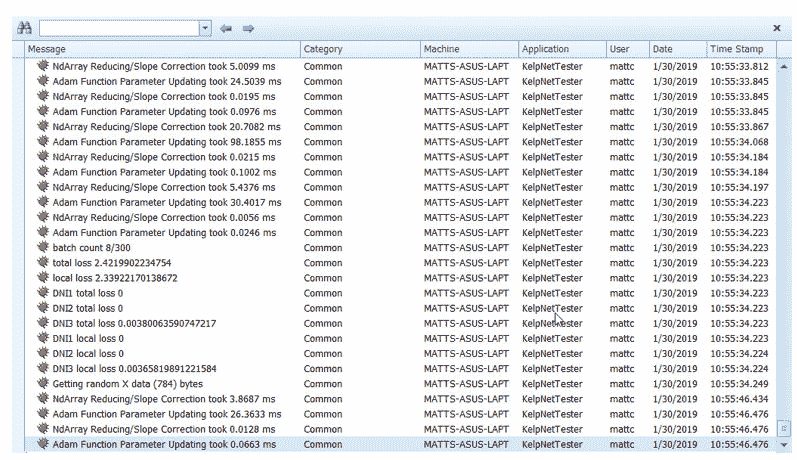 Message Category Machine Application User Date Time Stamp
NdArray Reducing/Slope Correction took 5.0099 ms Common MATTS-ASUS-LAPT KelpNetTester mattc 1/30/2019 10:55:33.812
Adam Function Parameter Updating took 24.5039 ms Common MATTS-ASUS-LAPT KelpNetTester mattc 1/30/2019 10:55:33.845
NdArray Reducing/Slope Correction took 0.0195 ms Common MATTS-ASUS-LAPT KelpNetTester mattc 1/30/2019 10:55:33.845
Adam Function Parameter Updating took 0.0976 ms Common MATTS-ASUS-LAPT KelpNetTester mattc 1/30/2019 10:55:33.845
NdArray Reducing/Slope Correction took 20.7082 ms Common MATTS-ASUS-LAPT KelpNetTester mattc 1/30/2019 10:55:33.867
Adam Function Parameter Updating took 98.1855 ms Common MATTS-ASUS-LAPT KelpNetTester mattc 1/30/2019 10:55:34.068
NdArray Reducing/Slope Correction took 0.0215 ms Common MATTS-ASUS-LAPT KelpNetTester mattc 1/30/2019 10:55:34.184
Adam Function Parameter Updating took 0.1002 ms Common MATTS-ASUS-LAPT KelpNetTester mattc 1/30/2019 10:55:34.184
NdArray Reducing/Slope Correction took 5.4376 ms Common MATTS-ASUS-LAPT KelpNetTester mattc 1/30/2019 10:55:34.197
Adam Function Parameter Updating took 30.4017 ms Common MATTS-ASUS-LAPT KelpNetTester mattc 1/30/2019 10:55:34.223
NdArray Reducing/Slope Correction took 0.0056 ms Common MATTS-ASUS-LAPT KelpNetTester mattc 1/30/2019 10:55:34.223
Adam Function Parameter Updating took 0.0246 ms Common MATTS-ASUS-LAPT KelpNetTester mattc 1/30/2019 10:55:34.223
batch count 8/300 Common MATTS-ASUS-LAPT KelpNetTester mattc 1/30/2019 10:55:34.223
total loss 2.4219902234754 Common MATTS-ASUS-LAPT KelpNetTester mattc 1/30/2019 10:55:34.223
local loss 2.33922170138672 Common MATTS-ASUS-LAPT KelpNetTester mattc 1/30/2019 10:55:34.223
DNI1 total loss 0 Common MATTS-ASUS-LAPT KelpNetTester mattc 1/30/2019 10:55:34.223
DNI2 total loss 0 Common MATTS-ASUS-LAPT KelpNetTester mattc 1/30/2019 10:55:34.223
DNI3 total loss 0.00380063590747217 Common MATTS-ASUS-LAPT KelpNetTester mattc 1/30/2019 10:55:34.223
DNI1 local loss 0 Common MATTS-ASUS-LAPT KelpNetTester mattc 1/30/2019 10:55:34.223
DNI2 local loss 0 Common MATTS-ASUS-LAPT KelpNetTester mattc 1/30/2019 10:55:34.224
DNI3 local loss 0.00365819891221584 Common MATTS-ASUS-LAPT KelpNetTester mattc 1/30/2019 10:55:34.224
Getting random X data (784) bytes Common MATTS-ASUS-LAPT KelpNetTester mattc 1/30/2019 10:55:34.249
NdArray Reducing/Slope Correction took 3.8687 ms Common MATTS-ASUS-LAPT KelpNetTester mattc 1/30/2019 10:55:46.434
Adam Function Parameter Updating took 26.3633 ms Common MATTS-ASUS-LAPT KelpNetTester mattc 1/30/2019 10:55:46.476
NdArray Reducing/Slope Correction took 0.0128 ms Common MATTS-ASUS-LAPT KelpNetTester mattc 1/30/2019 10:55:46.476
Adam Function Parameter Updating took 0.0663 ms Common MATTS-ASUS-LAPT KelpNetTester mattc 1/30/2019 10:55:46.476